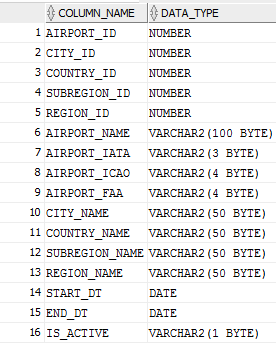 COLUMN_NAME DATA_TYPE
1 AIRPORT_ID NUMBER
2 CITY_ID NUMBER
3 COUNTRY_ID NUMBER
4 SUBREGION_ID NUMBER
5 REGION_ID NUMBER
6 AIRPORT_NAME VARCHAR2(100 BYTE)
7 AIRPORT_IATA VARCHAR2(3 BYTE)
8 AIRPORT_ICAO VARCHAR2(4 BYTE)
9 AIRPORT_FAA VARCHAR2(4 BYTE)
10 CITY_NAME VARCHAR2(50 BYTE)
11 COUNTRY_NAME VARCHAR2(50 BYTE)
12 SUBREGION_NAME VARCHAR2(50 BYTE)
13 REGION_NAME VARCHAR2(50 BYTE)
14 START_DT DATE
15 END_DT DATE
16 IS_ACTIVE VARCHAR2(1 BYTE)